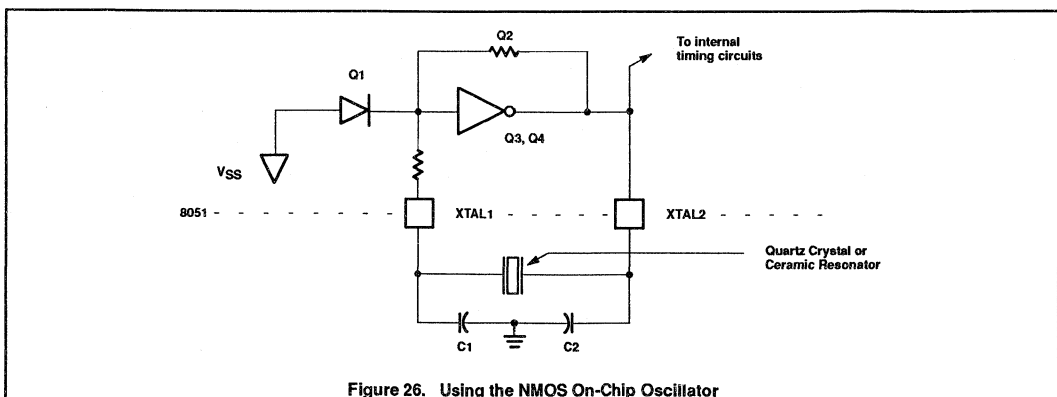 Q2
To internal
timing circuits
Q1
Q3, Q4
VSS
8051
XTAL1
XTAL2
Quartz Crystal or
Ceramic Resonator
C1
C2
Figure 26. Using the NMOS On-Chip Oscillator